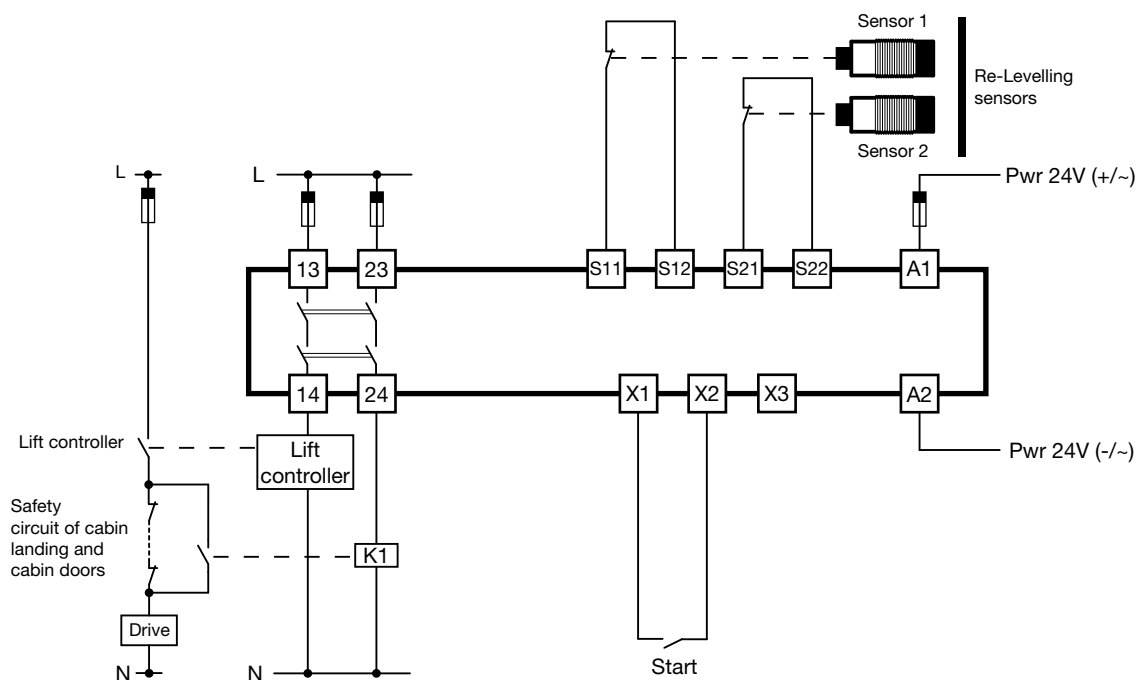 Sensor 1
Re-Levelling
sensors
Sensor 2
L
L
Pwr 24V (+/~)
13
23
S11
S12
S21
S22
A1
14
24
X1
X2
X3
A2
Lift controller
Lift
controller
Pwr 24V (-/~)
Safety
circuit of cabin
landing and
cabin doors
K1
Drive
Start
N
N